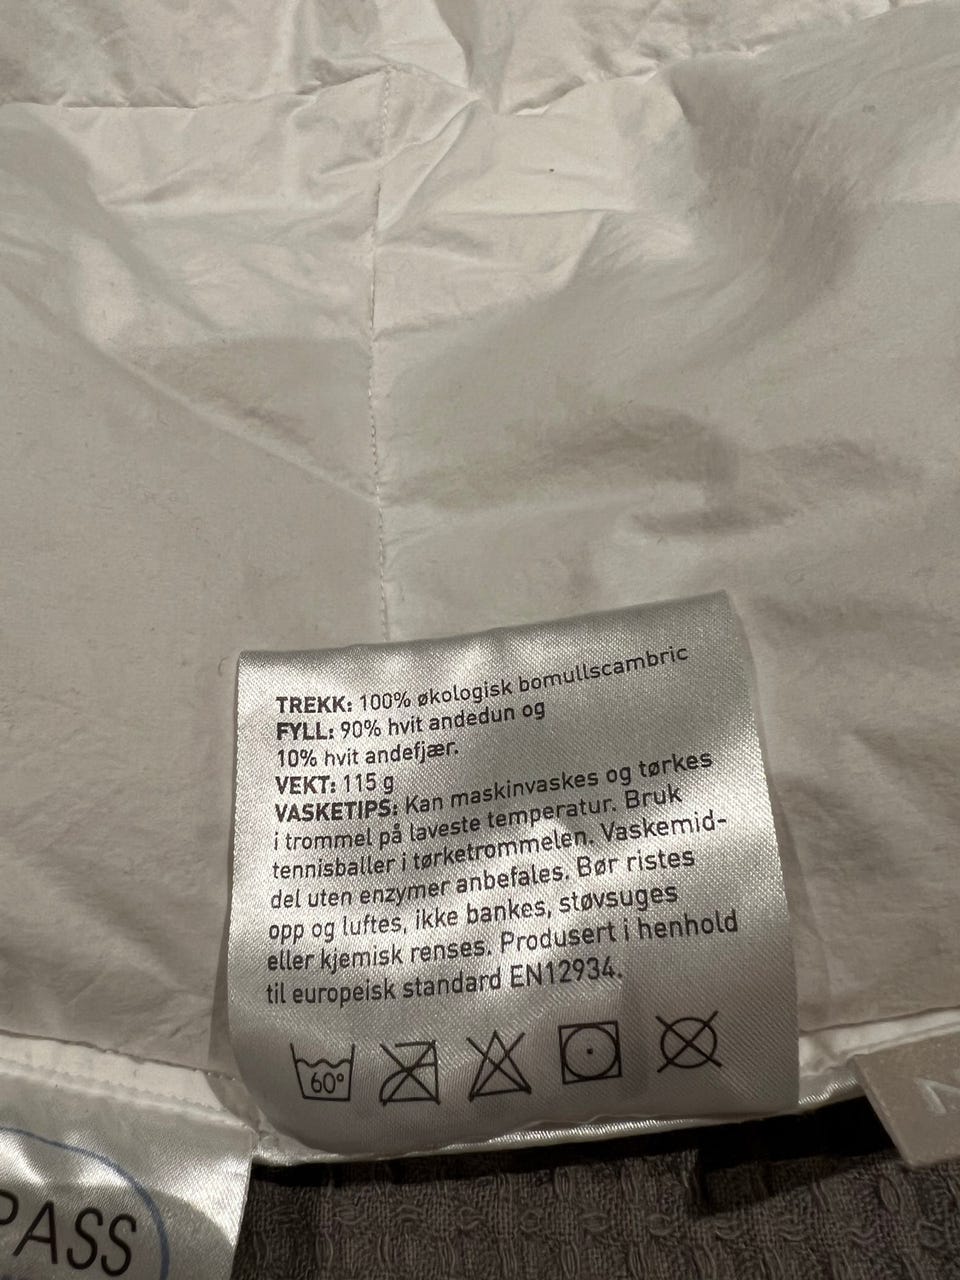 TREKK: 100% økologisk bomullscambric
FYLL: 90% hvit andedun og
10% hvit andefjær.
VEKT: 115 g
VASKETIPS: Kan maskinvaskes og tørkes
i trommel på laveste temperatur. Bruk
tennisballer i tørketrommelen. Vaskemid-
del uten enzymer anbefales. Bør ristes
opp og luftes, ikke bankes, støvsuges
eller kjemisk renses. Produsert i henhold
til europeisk standard EN12934.
60°
PASS